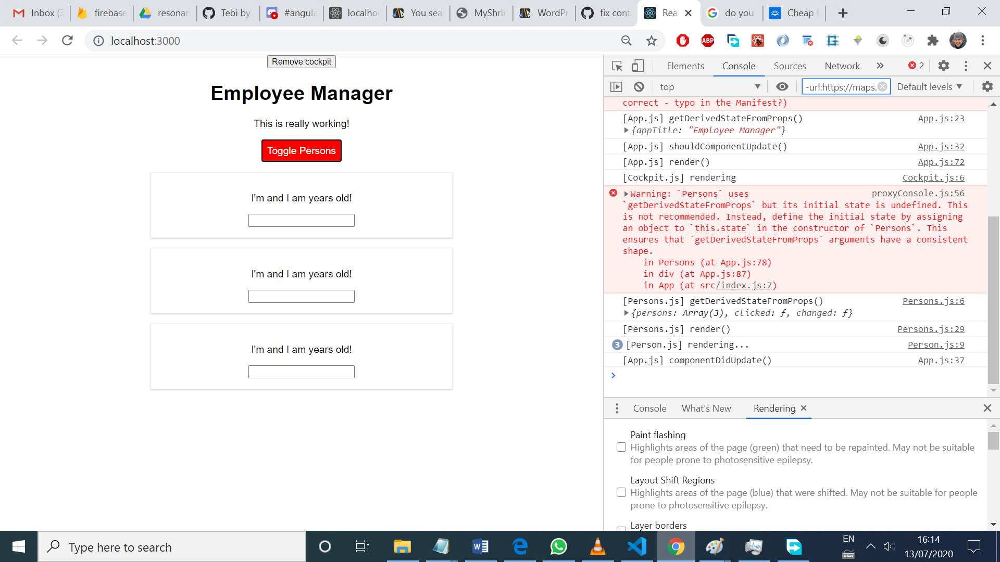 Inbox (3
firebase
resonan
Tebi by
#angula
localhos
You sea
MyShrin
WordPr
fix cont
Rea
do you
Cheap f
localhost:3000
ABP
Remove cockpit
Employee Manager
This is really working!
Toggle Persons
I'm and I am years old!
I'm and I am years old!
I'm and I am years old!
Elements
Console
Sources
Network
2
top
-url:https://maps.
Default levels
correct - typo in the Manifest?)
[App.js] getDerivedStateFromProps() App.js:23
{appTitle: "Employee Manager"}
[App.js] shouldComponentUpdate() App.js:32
[App.js] render() App.js:72
[Cockpit.js] rendering Cockpit.js:6
Warning: `Persons` uses proxyConsole.js:56
`getDerivedStateFromProps` but its initial state is undefined. This
is not recommended. Instead, define the initial state by assigning
an object to `this.state` in the constructor of `Persons`. This
ensures that `getDerivedStateFromProps` arguments have a consistent
shape.
in Persons (at App.js:78)
in div (at App.js:87)
in App (at src/index.js:7)
[Persons.js] getDerivedStateFromProps() Persons.js:6
{persons: Array(3), clicked: ƒ, changed: ƒ}
[Persons.js] render() Persons.js:29
3 [Person.js] rendering... Person.js:9
[App.js] componentDidUpdate() App.js:37
Console
What's New
Rendering
Paint flashing
Highlights areas of the page (green) that need to be repainted. May not be suitable
for people prone to photosensitive epilepsy.
Layout Shift Regions
Highlights areas of the page (blue) that were shifted. May not be suitable for people
prone to photosensitive epilepsy.
Layer borders
Type here to search
EN
16:14
13/07/2020